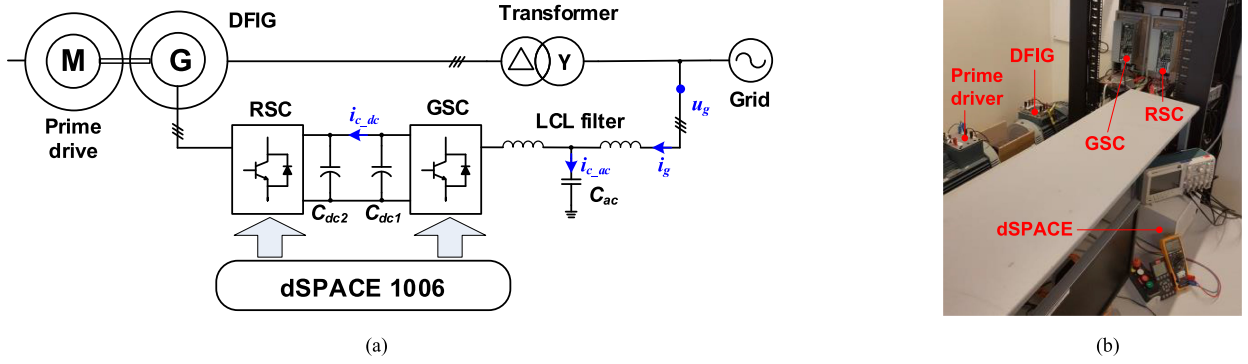 DFIG
Transformer
M
G
Y
Prime
drive
Grid
u_g
RSC
GSC
LCL filter
i_c_dc
i_c_ac
i_g
C_dc2
C_dc1
C_ac
dSPACE 1006
(a)
DFIG
Prime
driver
RSC
GSC
dSPACE
(b)